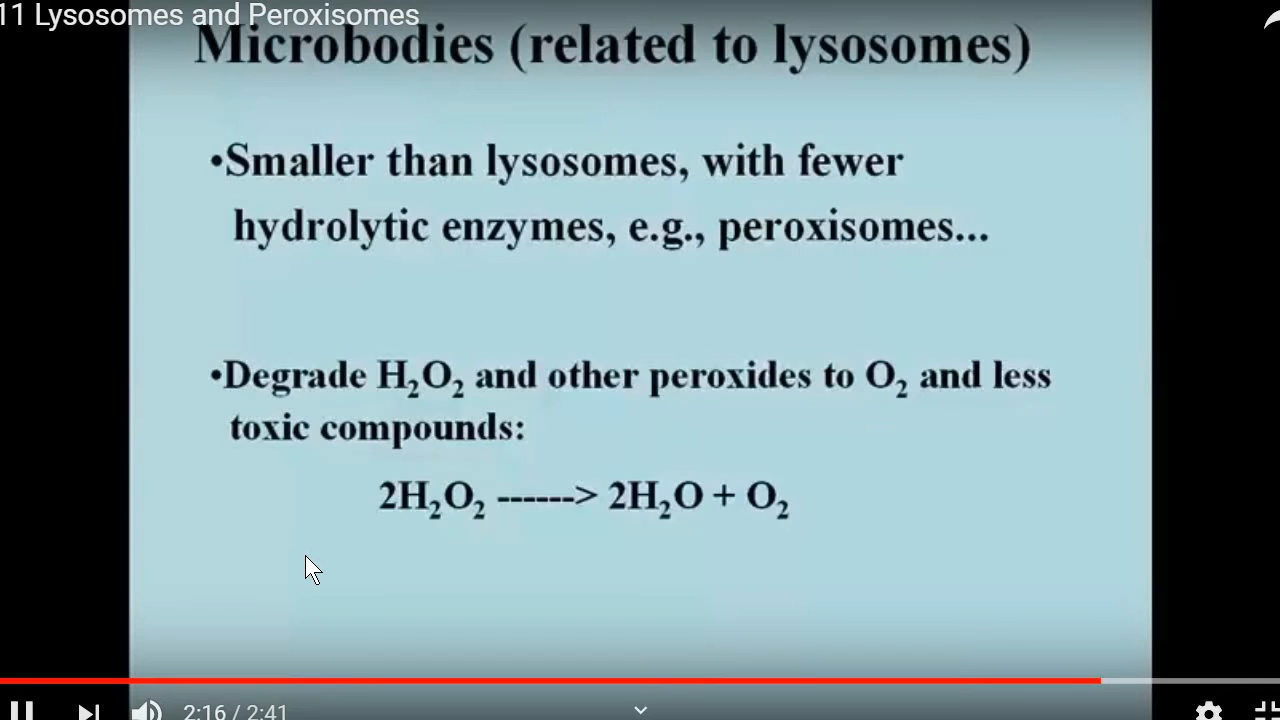 11 Lysosomes and Peroxisomes
Microbodies (related to lysosomes)
•Smaller than lysosomes, with fewer
hydrolytic enzymes, e.g., peroxisomes...
•Degrade H₂O₂ and other peroxides to O₂ and less
toxic compounds:
2H₂O₂ ------> 2H₂O + O₂
2:16 / 2:41